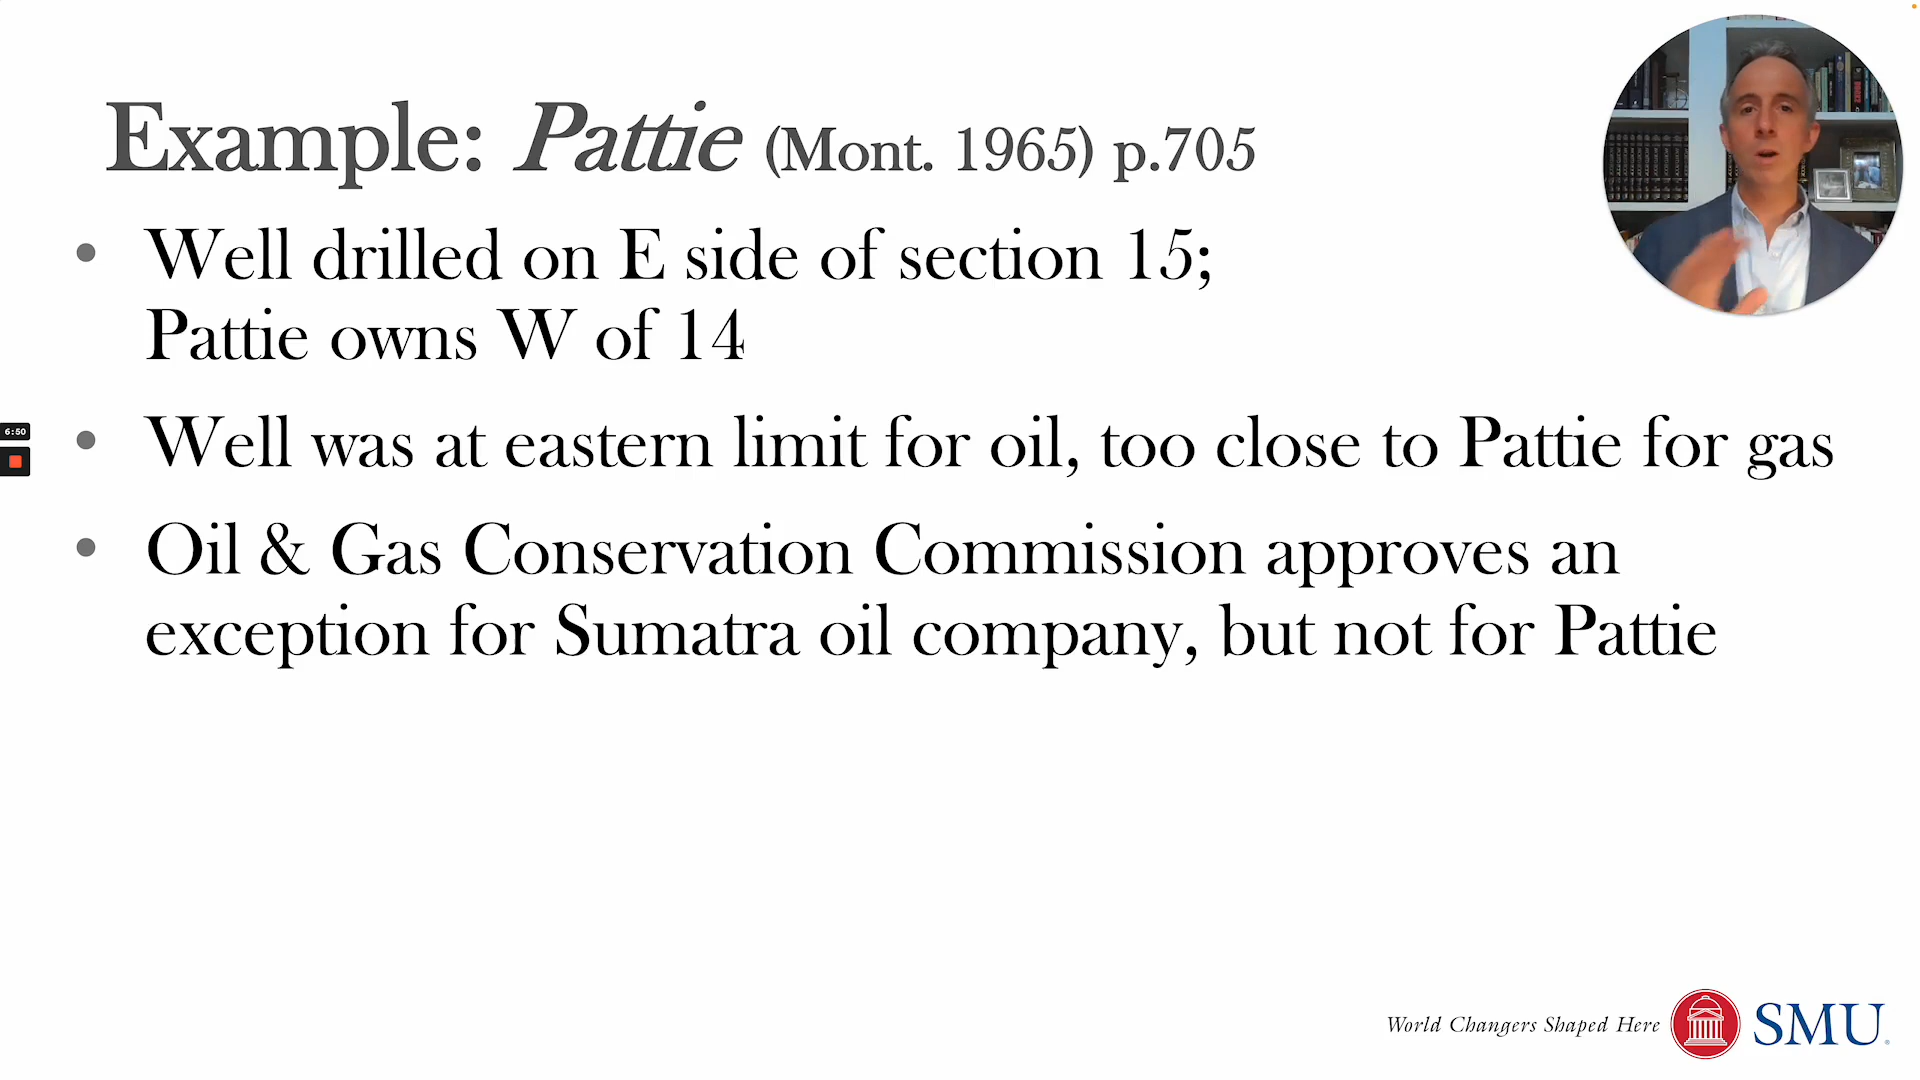 Example: Pattie (Mont. 1965) p.705
• Well drilled on E side of section 15;
Pattie owns W of 14
• Well was at eastern limit for oil, too close to Pattie for gas
6:50
• Oil & Gas Conservation Commission approves an
exception for Sumatra oil company, but not for Pattie
World Changers Shaped Here
SMU